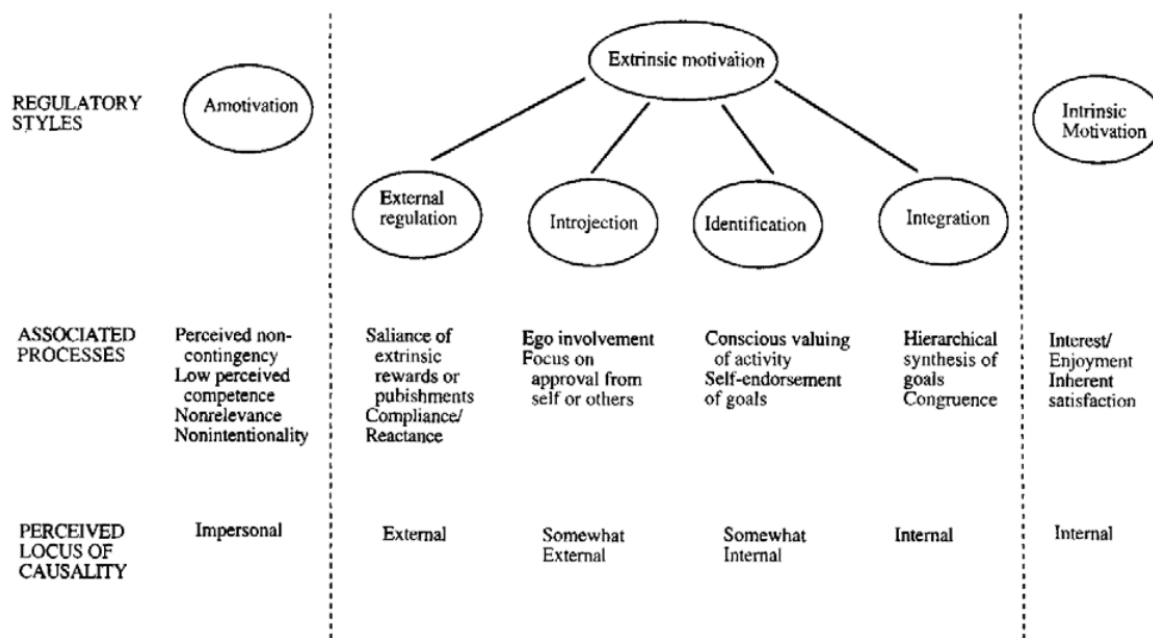 Extrinsic motivation
REGULATORY
STYLES
Amotivation
Intrinsic
Motivation
External
regulation
Introjection
Identification
Integration
ASSOCIATED
PROCESSES
Perceived non-
contingency
Low perceived
competence
Nonrelevance
Nonintentionality
Saliance of
extrinsic
rewards or
pubishments
Compliance/
Reactance
Ego involvement
Focus on
approval from
self or others
Conscious valuing
of activity
Self-endorsement
of goals
Hierarchical
synthesis of
goals
Congruence
Interest/
Enjoyment
Inherent
satisfaction
PERCEIVED
LOCUS OF
CAUSALITY
Impersonal
External
Somewhat
External
Somewhat
Internal
Internal
Internal